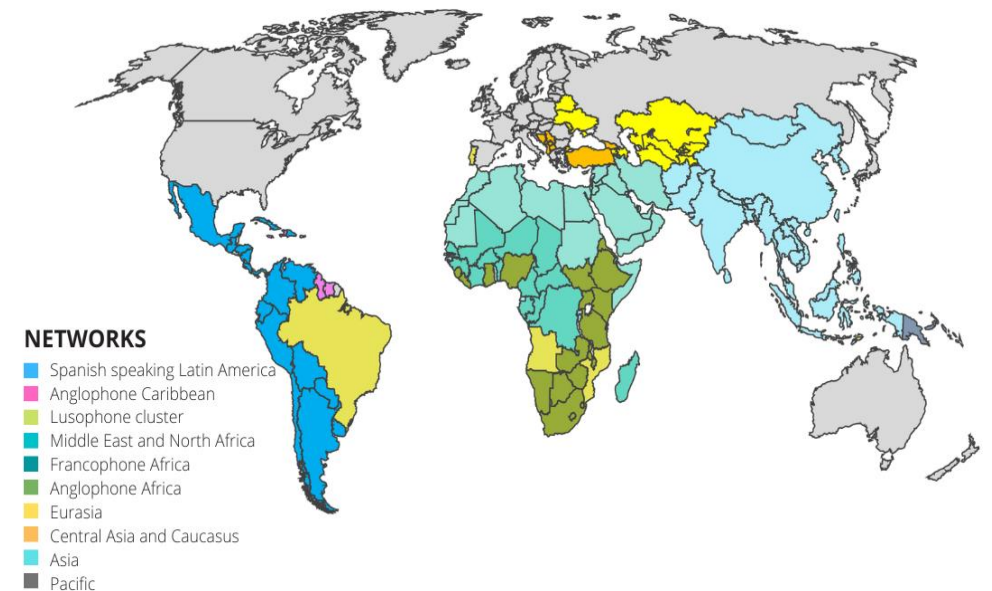 NETWORKS
Spanish speaking Latin America
Anglophone Caribbean
Lusophone cluster
Middle East and North Africa
Francophone Africa
Anglophone Africa
Eurasia
Central Asia and Caucasus
Asia
Pacific